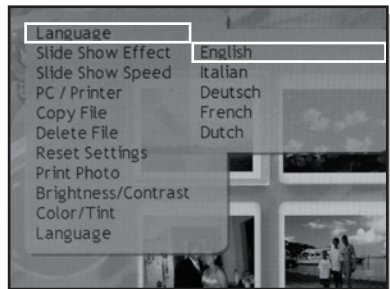 Language
Slide Show Effect
Slide Show Speed
PC / Printer
Copy File
Delete File
Reset Settings
Print Photo
Brightness/Contrast
Color/Tint
Language
English
Italian
Deutsch
French
Dutch